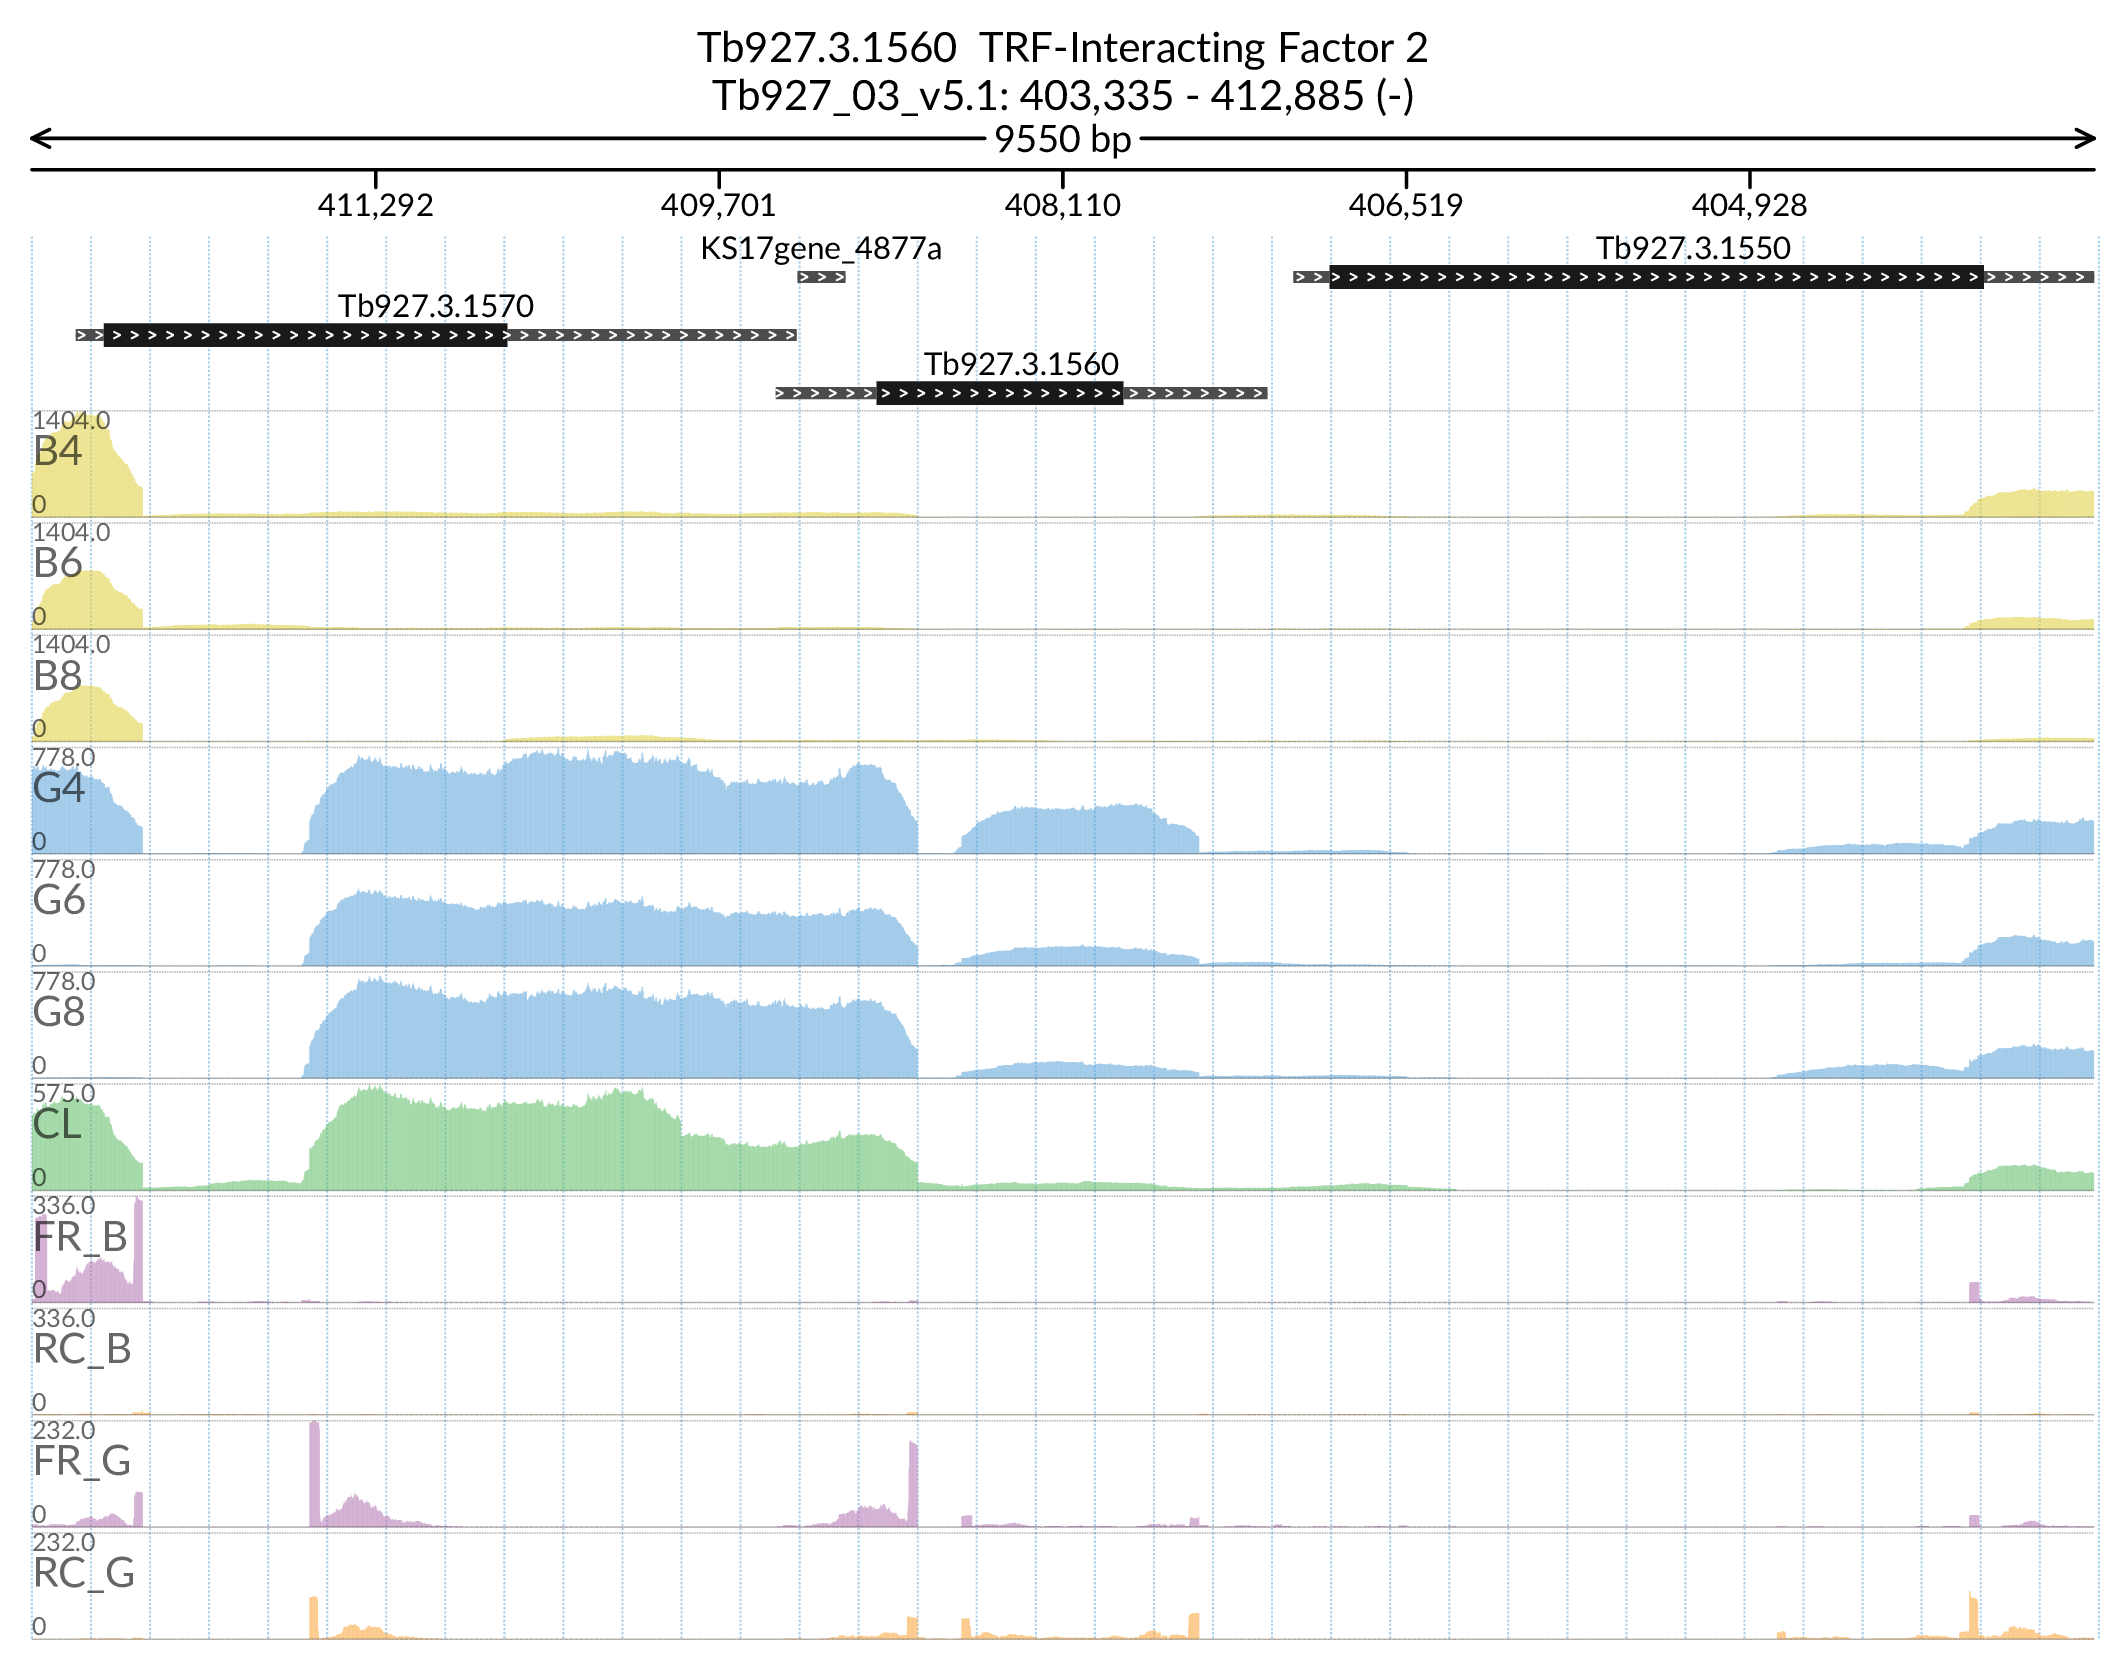 Tb927.3.1560 TRF-Interacting Factor 2
Tb927_03_v5.1: 403,335 - 412,885 (-)
9550 bp
411,292 409,701 408,110 406,519 404,928
KS17gene_4877a Tb927.3.1550
Tb927.3.1570
Tb927.3.1560
1404.0
B4
0
1404.0
B6
0
1404.0
B8
0
778.0
G4
0
778.0
G6
0
778.0
G8
0
575.0
CL
0
336.0
FR_B
0
336.0
RC_B
0
232.0
FR_G
0
232.0
RC_G
0